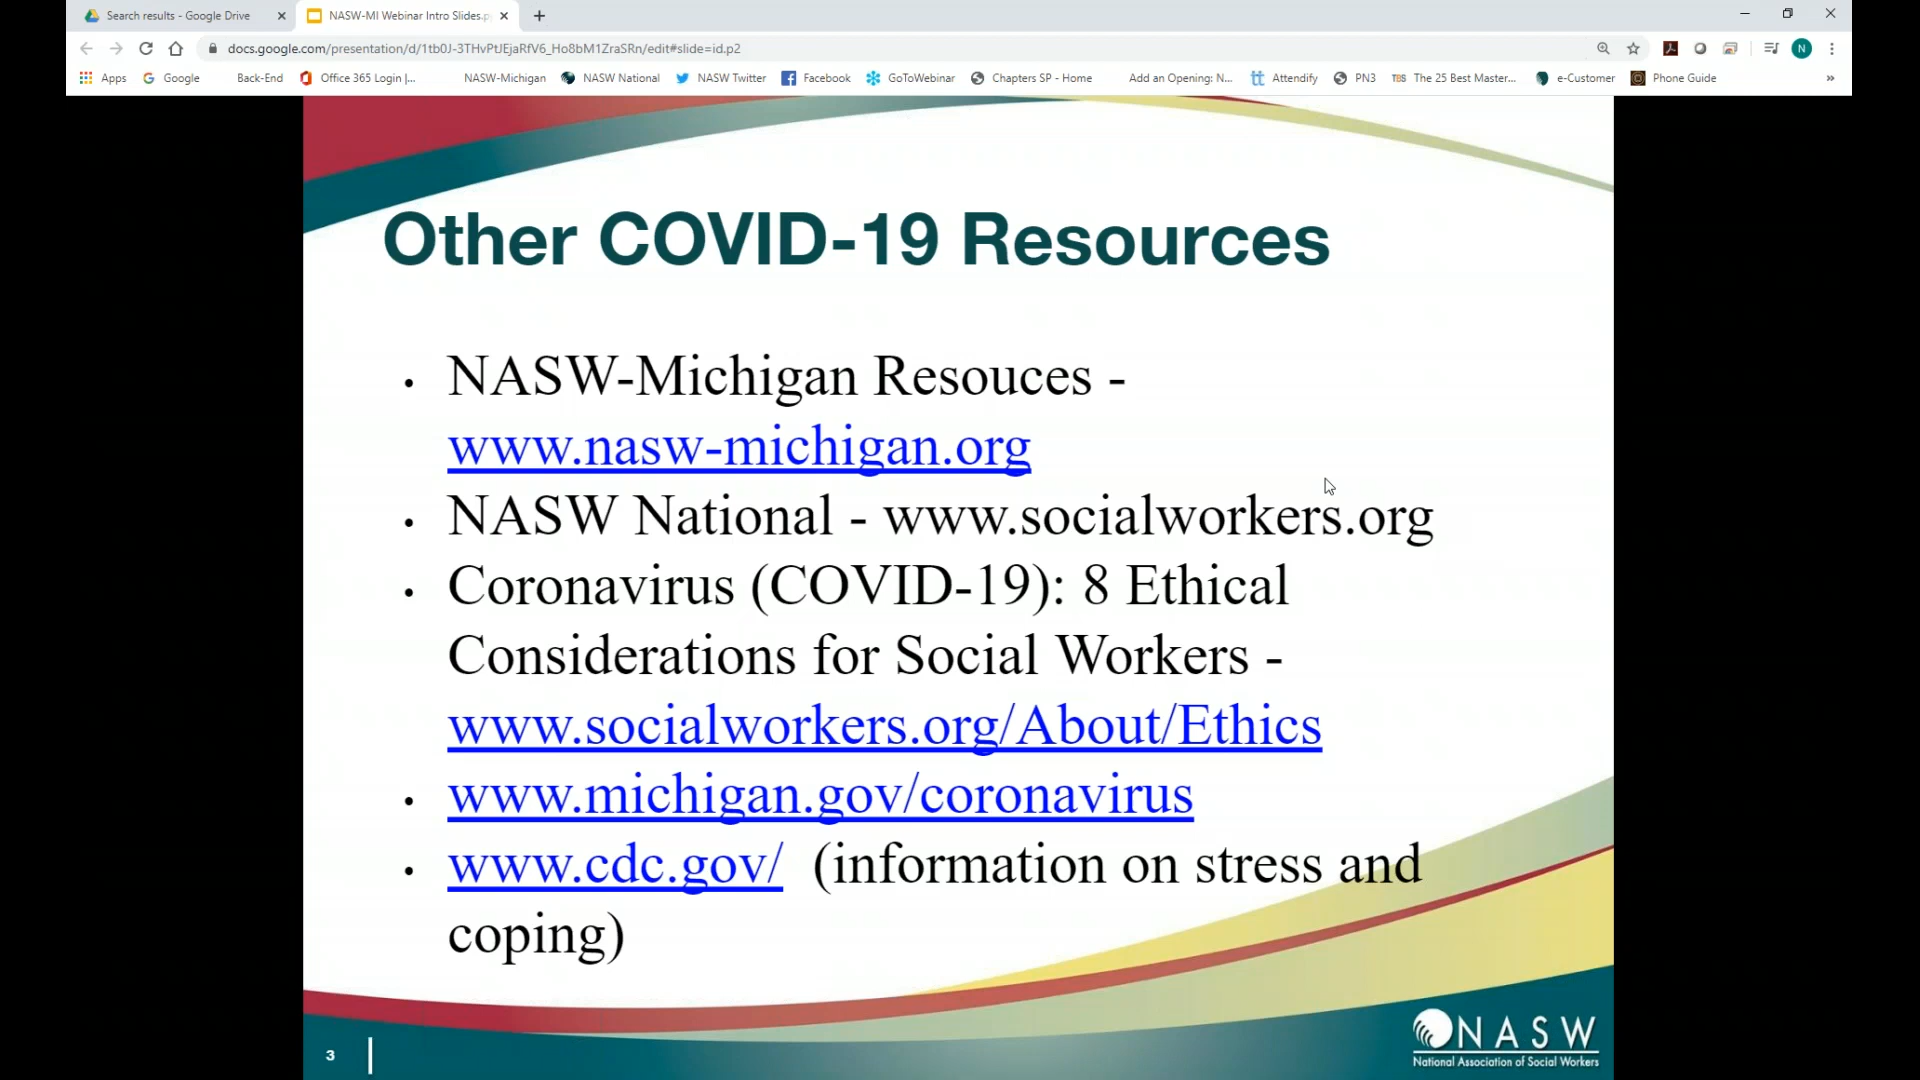 Search results - Google Drive
NASW-MI Webinar Intro Slides.p
docs.google.com/presentation/d/1tb0J-3THvPtJEjaRfV6_Ho8bM1ZraSRn/edit#slide=id.p2
N
Apps Google Back-End Office 365 Login |... NASW-Michigan NASW National NASW Twitter Facebook GoToWebinar Chapters SP - Home Add an Opening: N... Attendify PN3 TBS The 25 Best Master... e-Customer Phone Guide »
Other COVID-19 Resources
• NASW-Michigan Resouces -
www.nasw-michigan.org
• NASW National - www.socialworkers.org
• Coronavirus (COVID-19): 8 Ethical
Considerations for Social Workers -
www.socialworkers.org/About/Ethics
• www.michigan.gov/coronavirus
• www.cdc.gov/ (information on stress and
coping)
3
NASW
National Association of Social Workers